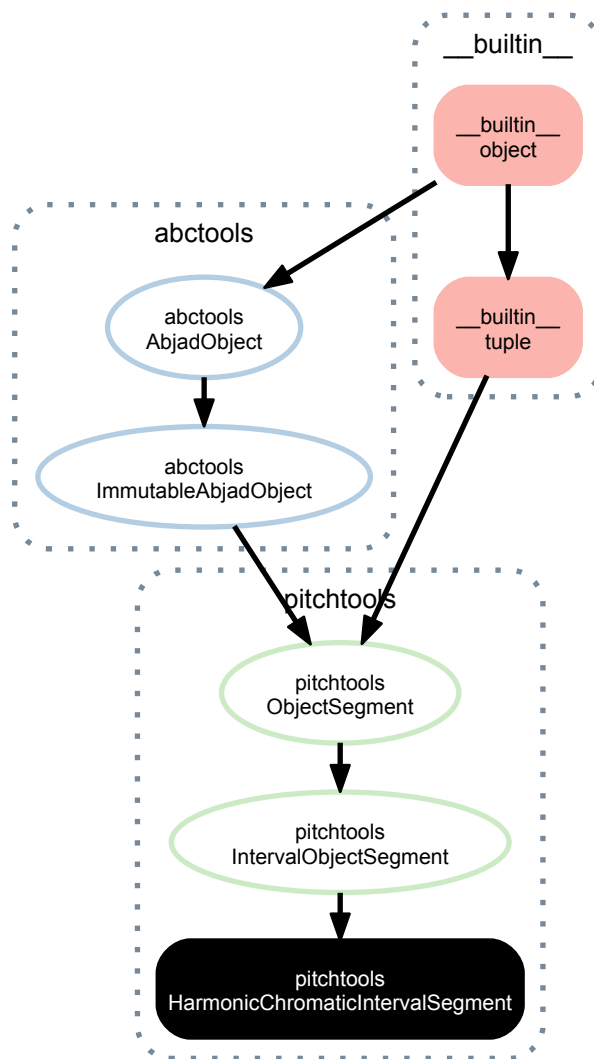 __builtin__
__builtin__
object
abctools
abctools
AbjadObject
__builtin__
tuple
abctools
ImmutableAbjadObject
pitchtools
pitchtools
ObjectSegment
pitchtools
IntervalObjectSegment
pitchtools
HarmonicChromaticIntervalSegment